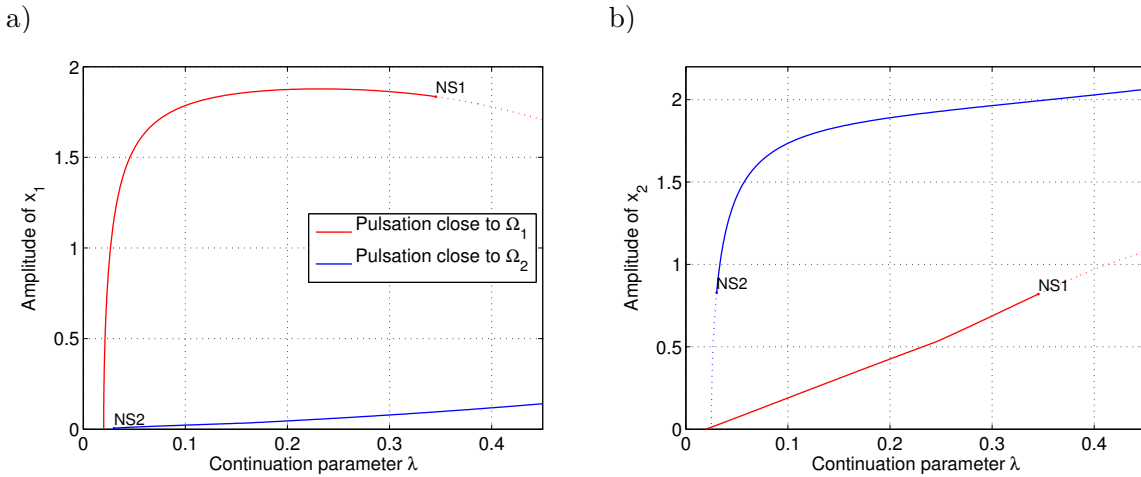 a)
2
1.5
1
0.5
0
0
0.1
0.2
0.3
0.4
Amplitude of x₁
Continuation parameter λ
NS1
NS2
Pulsation close to Ω₁
Pulsation close to Ω₂
b)
2
1.5
1
0.5
0
0
0.1
0.2
0.3
0.4
Amplitude of x₂
Continuation parameter λ
NS2
NS1